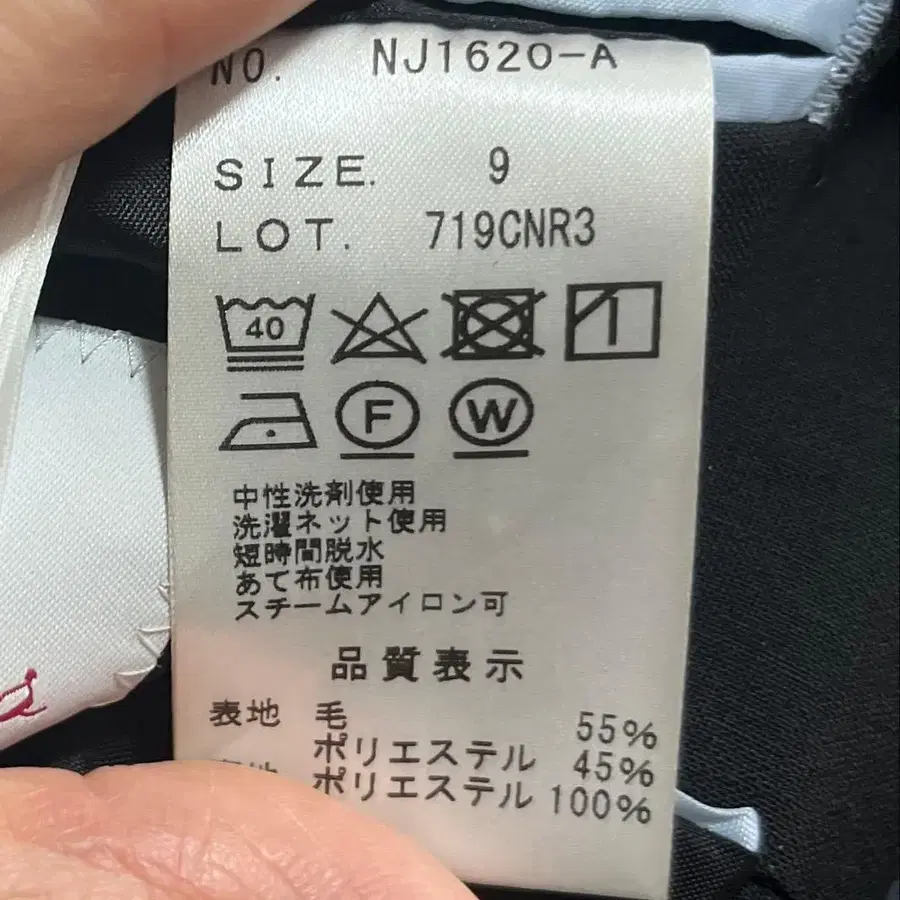 NO. NJ1620-A
SIZE. 9
LOT. 719CNR3
40
F W
中性洗剤使用
洗濯ネット使用
短時間脱水
あて布使用
スチームアイロン可
品質表示
表地 毛 55%
ポリエステル 45%
ポリエステル 100%